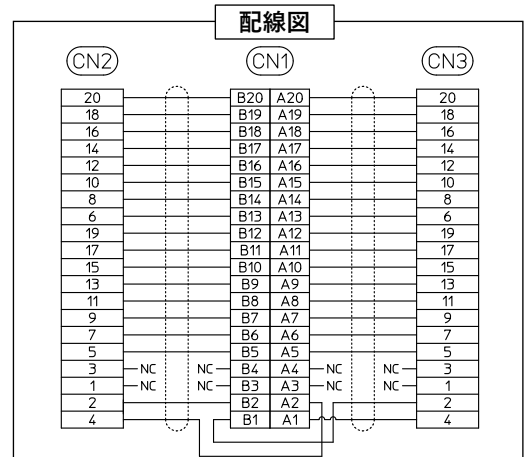 配線図
CN2 CN1 CN3
20 B20 A20 20
18 B19 A19 18
16 B18 A18 16
14 B17 A17 14
12 B16 A16 12
10 B15 A15 10
8 B14 A14 8
6 B13 A13 6
19 B12 A12 19
17 B11 A11 17
15 B10 A10 15
13 B9 A9 13
11 B8 A8 11
9 B7 A7 9
7 B6 A6 7
5 B5 A5 5
3 NC NC B4 A4 NC 3
1 NC NC B3 A3 NC 1
2 B2 A2 2
4 B1 A1 4